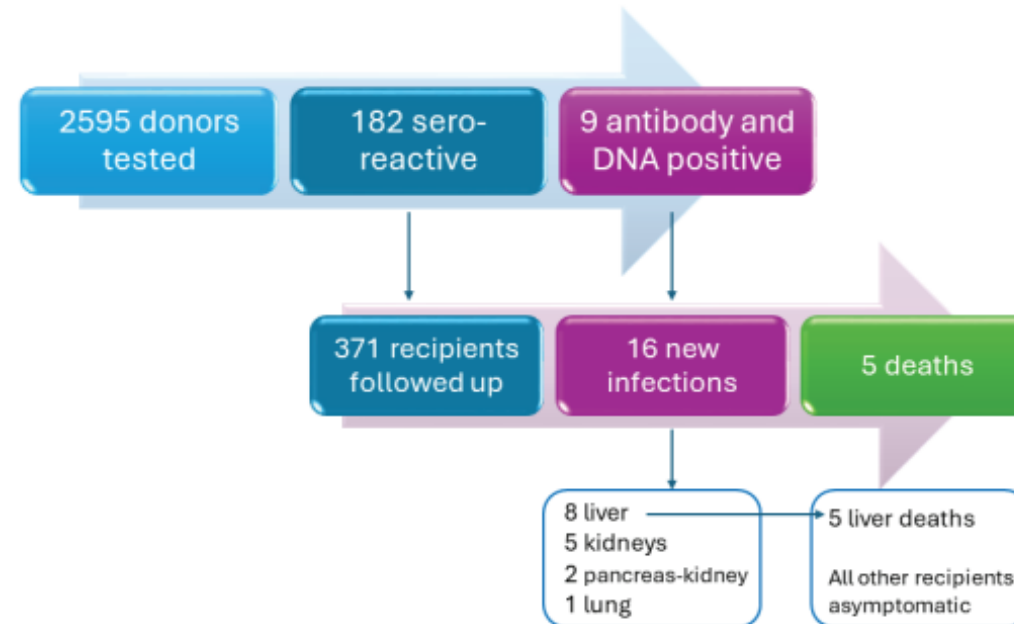 2595 donors
tested
182 sero-
reactive
9 antibody and
DNA positive
371 recipients
followed up
16 new
infections
5 deaths
8 liver
5 kidneys
2 pancreas-kidney
1 lung
5 liver deaths
All other recipients
asymptomatic